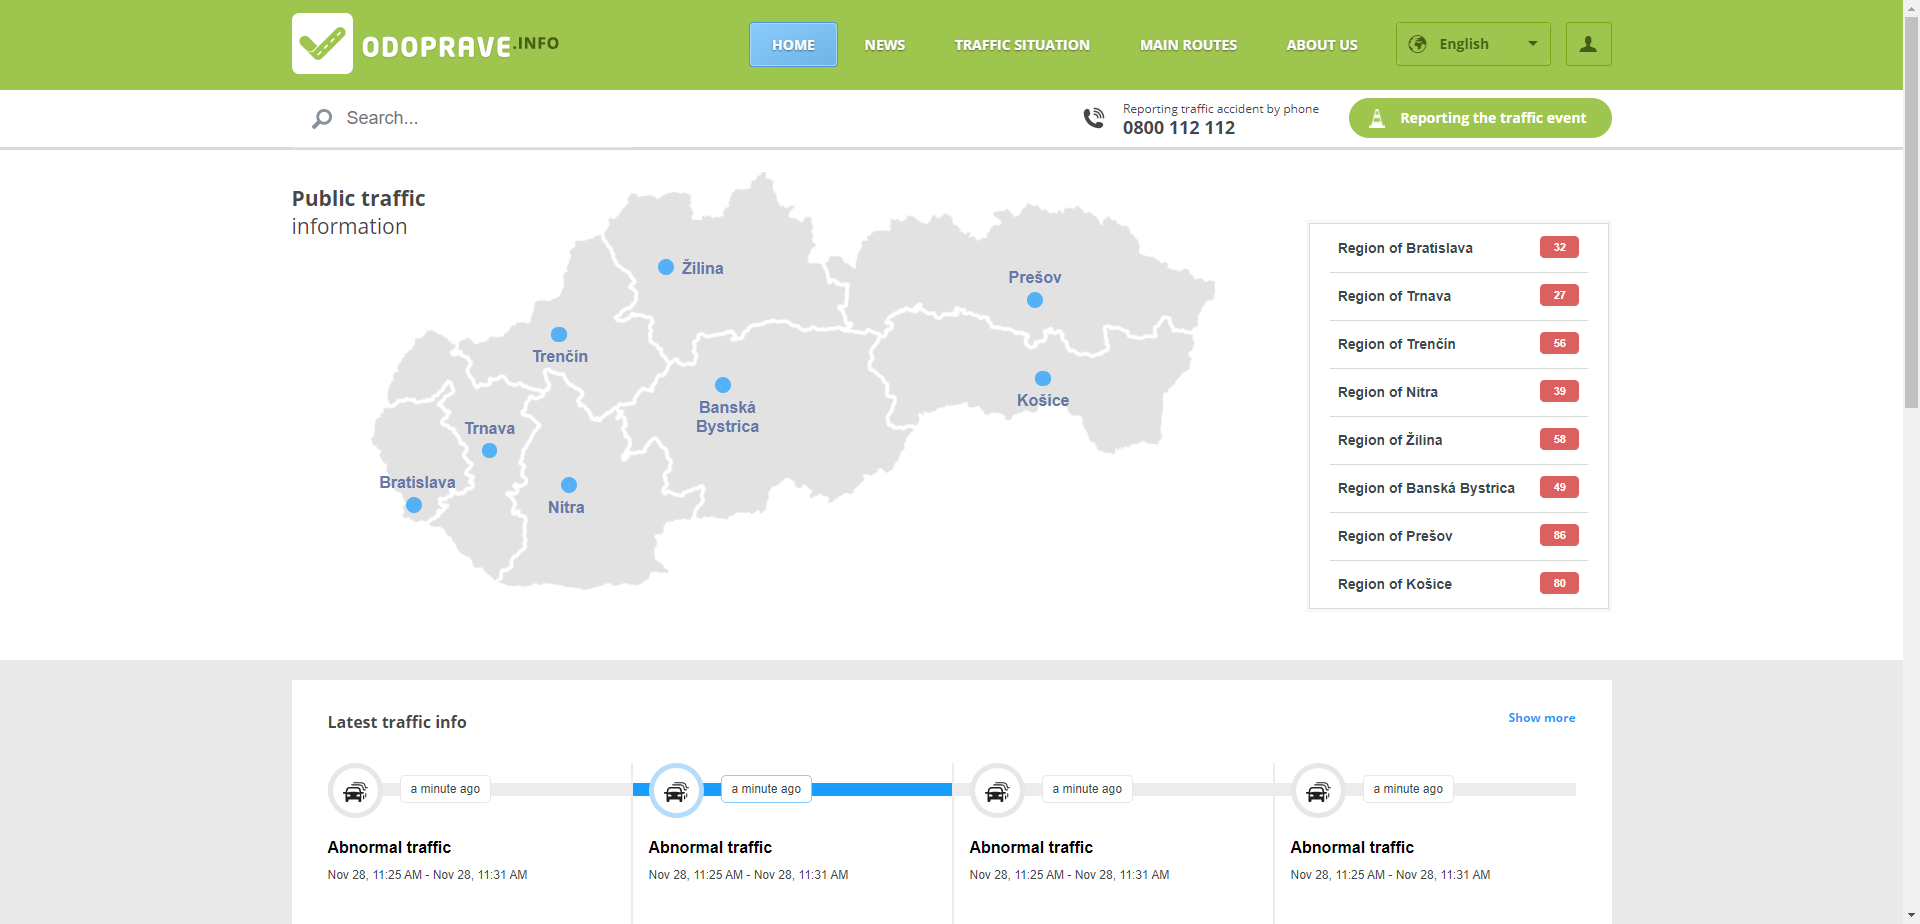 ODOPRAVE.INFO
HOME
NEWS
TRAFFIC SITUATION
MAIN ROUTES
ABOUT US
English
Search...
Reporting traffic accident by phone
0800 112 112
Reporting the traffic event
Public traffic
information
Žilina
Prešov
Trenčín
Banská
Bystrica
Košice
Trnava
Bratislava
Nitra
Region of Bratislava 32
Region of Trnava 27
Region of Trenčín 56
Region of Nitra 39
Region of Žilina 58
Region of Banská Bystrica 49
Region of Prešov 86
Region of Košice 80
Latest traffic info
Show more
a minute ago
Abnormal traffic
Nov 28, 11:25 AM - Nov 28, 11:31 AM
a minute ago
Abnormal traffic
Nov 28, 11:25 AM - Nov 28, 11:31 AM
a minute ago
Abnormal traffic
Nov 28, 11:25 AM - Nov 28, 11:31 AM
a minute ago
Abnormal traffic
Nov 28, 11:25 AM - Nov 28, 11:31 AM